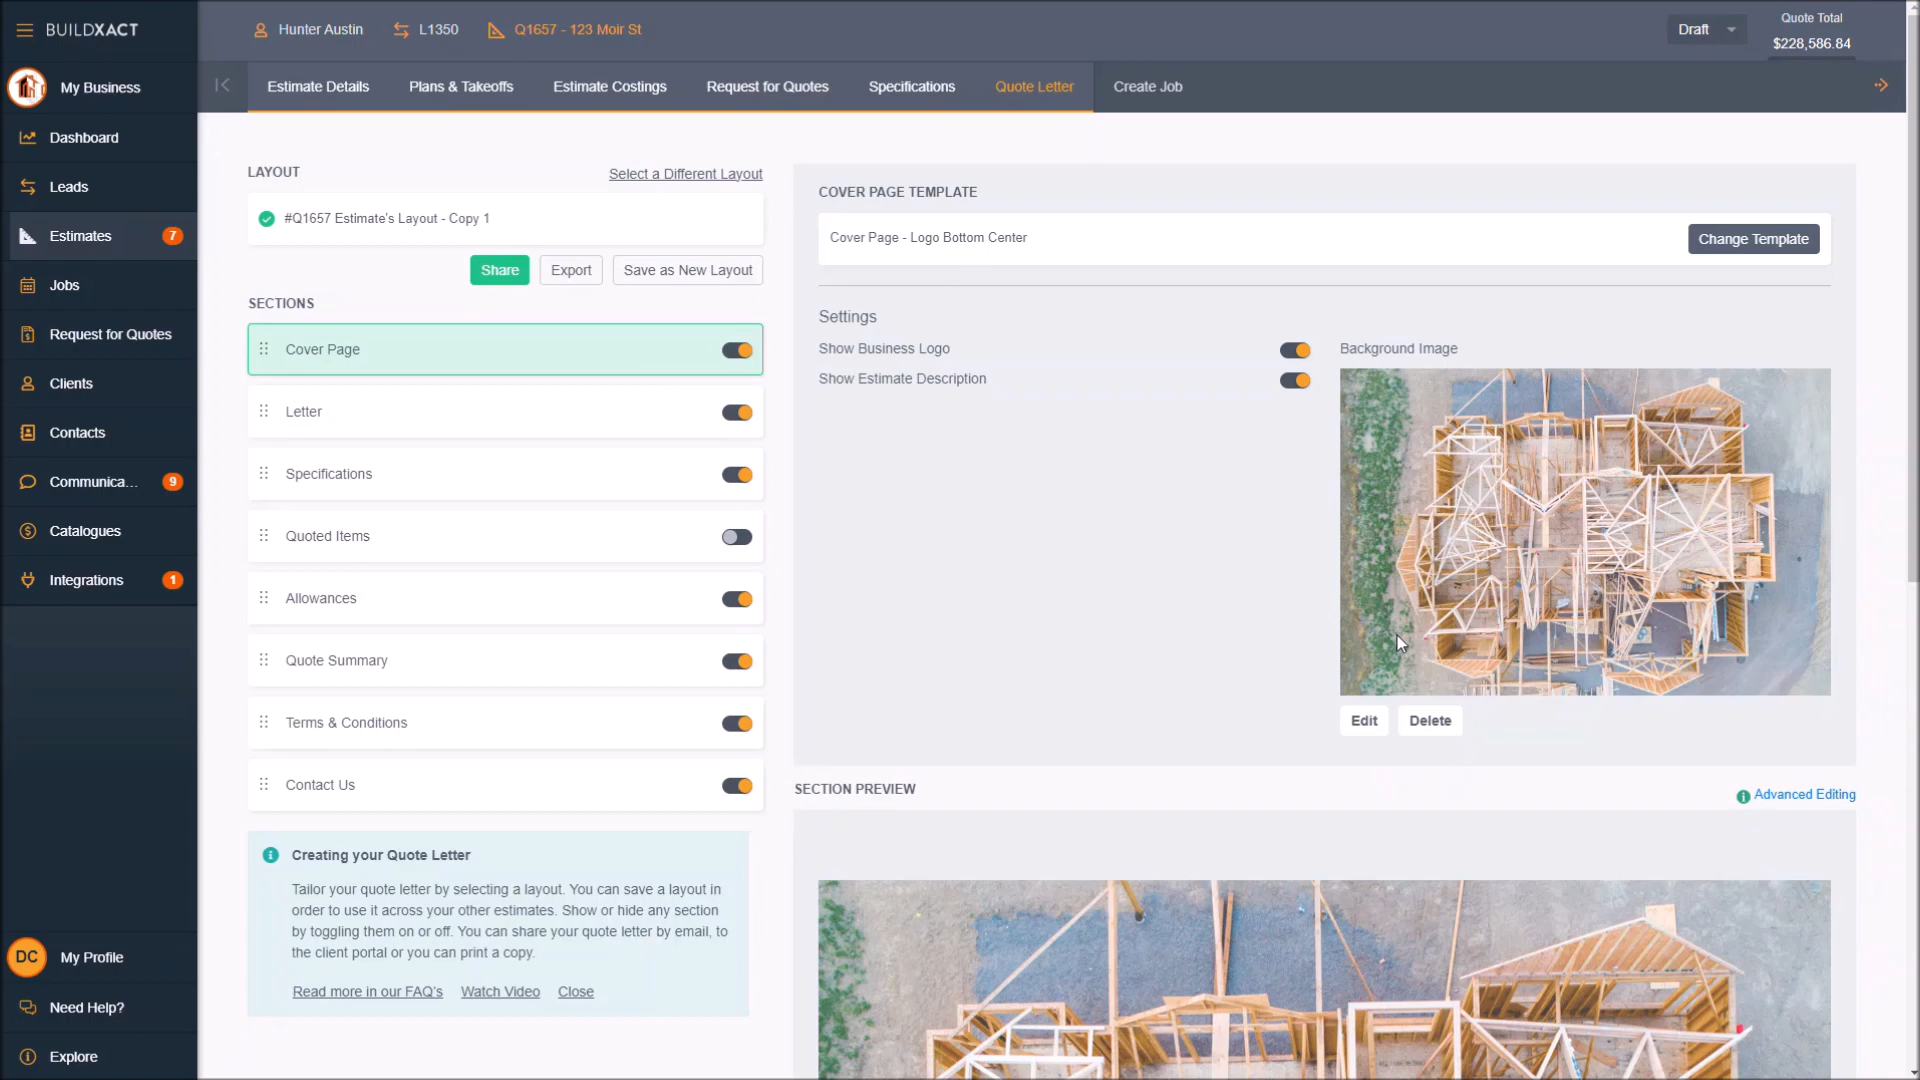 BUILDXACT
Hunter Austin
L1350
Q1657 - 123 Moir St
Draft
Quote Total
$228,586.84
My Business
Dashboard
Leads
Estimates 7
Jobs
Request for Quotes
Clients
Contacts
Communica... 9
Catalogues
Integrations 1
DC My Profile
Need Help?
Explore
Estimate Details
Plans & Takeoffs
Estimate Costings
Request for Quotes
Specifications
Quote Letter
Create Job
LAYOUT
Select a Different Layout
#Q1657 Estimate's Layout - Copy 1
Share
Export
Save as New Layout
SECTIONS
Cover Page
Letter
Specifications
Quoted Items
Allowances
Quote Summary
Terms & Conditions
Contact Us
Creating your Quote Letter
Tailor your quote letter by selecting a layout. You can save a layout in
order to use it across your other estimates. Show or hide any section
by toggling them on or off. You can share your quote letter by email, to
the client portal or you can print a copy.
Read more in our FAQ's
Watch Video
Close
COVER PAGE TEMPLATE
Cover Page - Logo Bottom Center
Change Template
Settings
Show Business Logo
Show Estimate Description
Background Image
Edit
Delete
SECTION PREVIEW
Advanced Editing